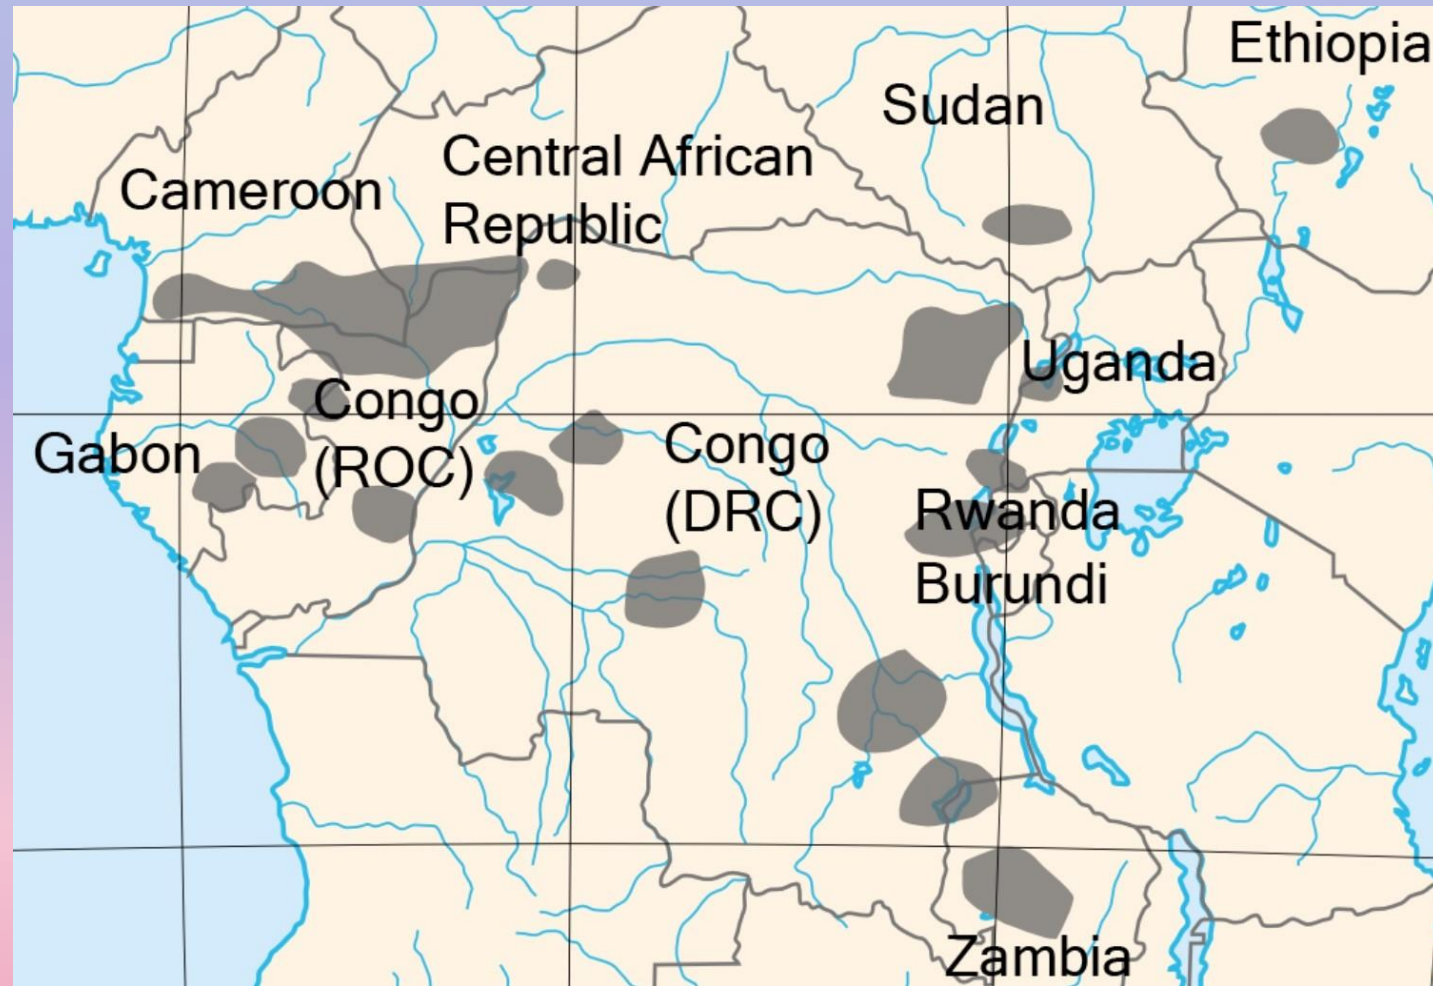 Ethiopia
Sudan
Central African
Republic
Cameroon
Uganda
Congo
(ROC)
Gabon
Congo
(DRC)
Rwanda
Burundi
Zambia